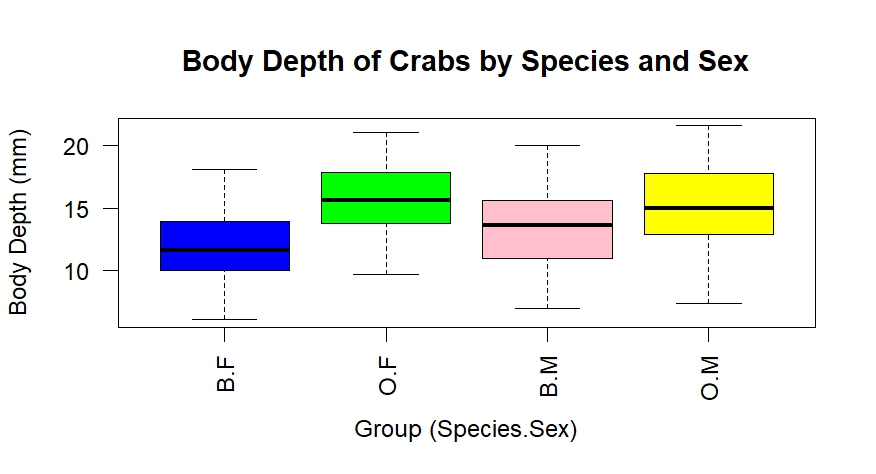 Body Depth of Crabs by Species and Sex
Body Depth (mm)
20
15
10
B.F
O.F
B.M
O.M
Group (Species.Sex)